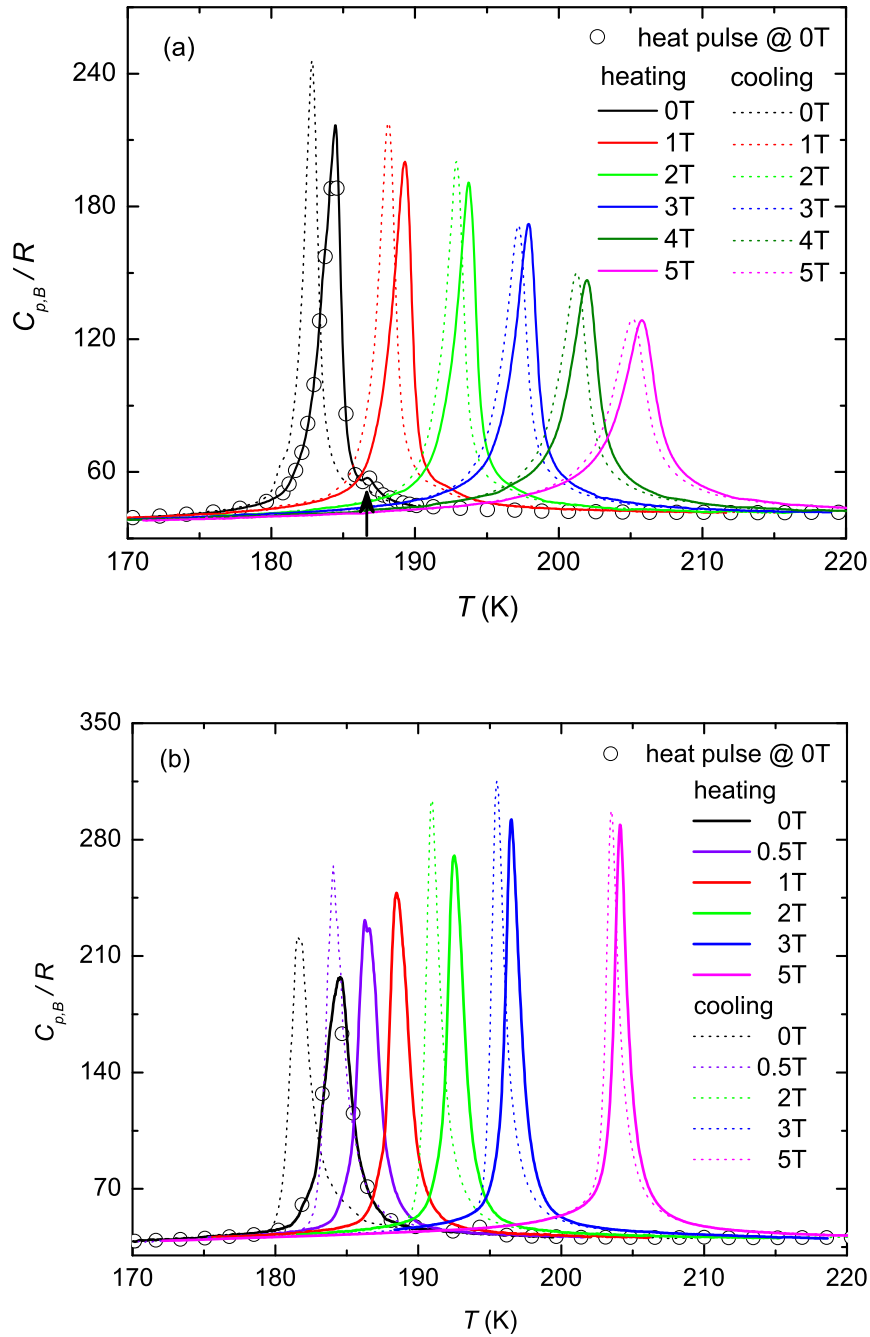 (a)
heat pulse @ 0T
heating cooling
0T 0T
1T 1T
2T 2T
3T 3T
4T 4T
5T 5T
240
180
120
60
C_{p,B} / R
170 180 190 200 210 220
T (K)
(b)
heat pulse @ 0T
heating
0T
0.5T
1T
2T
3T
5T
cooling
0T
0.5T
2T
3T
5T
350
280
210
140
70
C_{p,B} / R
170 180 190 200 210 220
T (K)